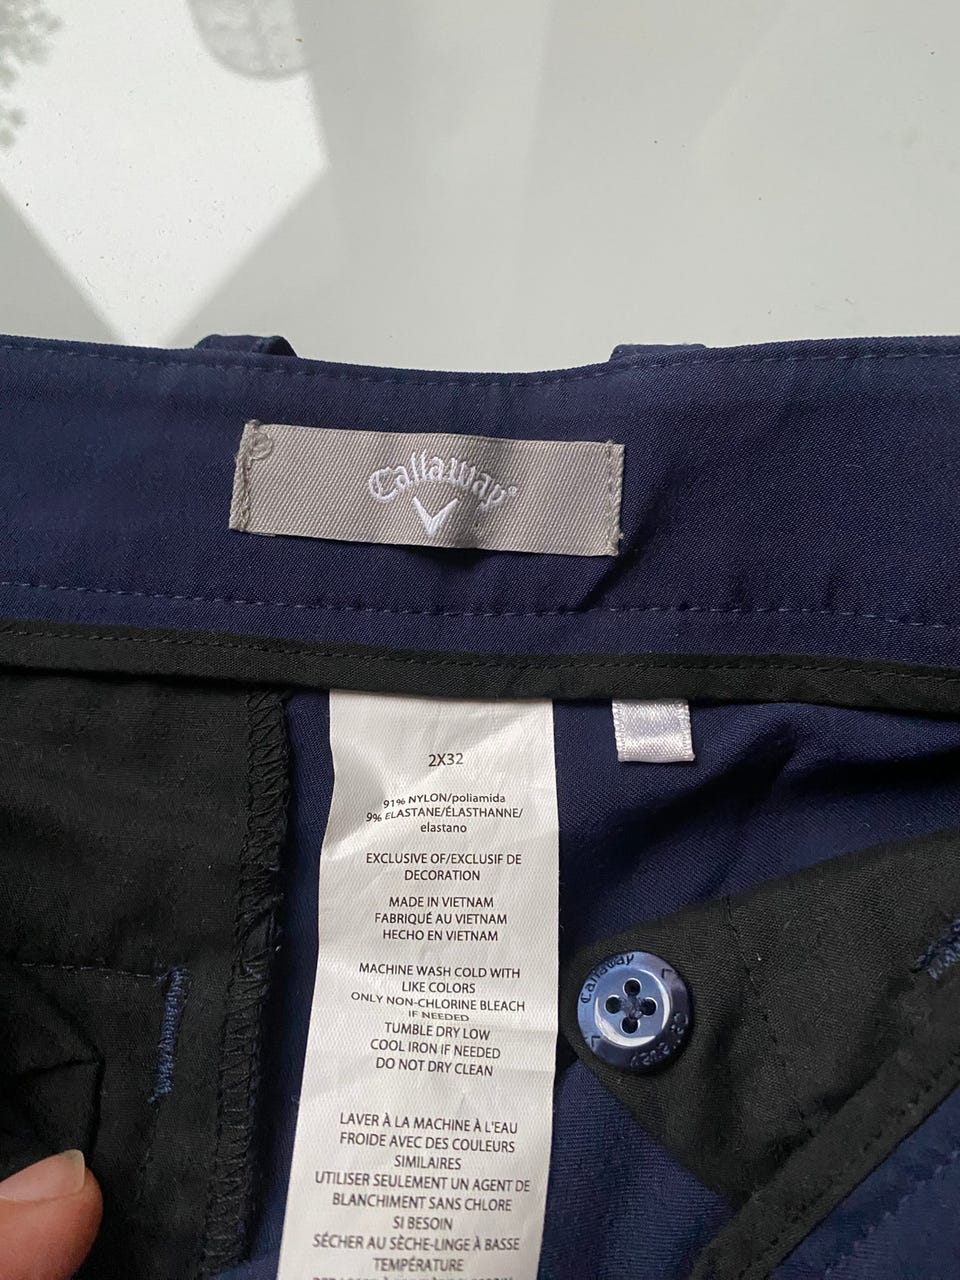 Callaway®
2X32
91% NYLON/poliamida
9% ELASTANE/ÉLASTHANNE/
elastano
EXCLUSIVE OF/EXCLUSIF DE
DECORATION
MADE IN VIETNAM
FABRIQUÉ AU VIETNAM
HECHO EN VIETNAM
MACHINE WASH COLD WITH
LIKE COLORS
ONLY NON-CHLORINE BLEACH
IF NEEDED
TUMBLE DRY LOW
COOL IRON IF NEEDED
DO NOT DRY CLEAN
LAVER À LA MACHINE À L'EAU
FROIDE AVEC DES COULEURS
SIMILAIRES
UTILISER SEULEMENT UN AGENT DE
BLANCHIMENT SANS CHLORE
SI BESOIN
SÉCHER AU SÈCHE-LINGE À BASSE
TEMPÉRATURE
Callaway
Callaway